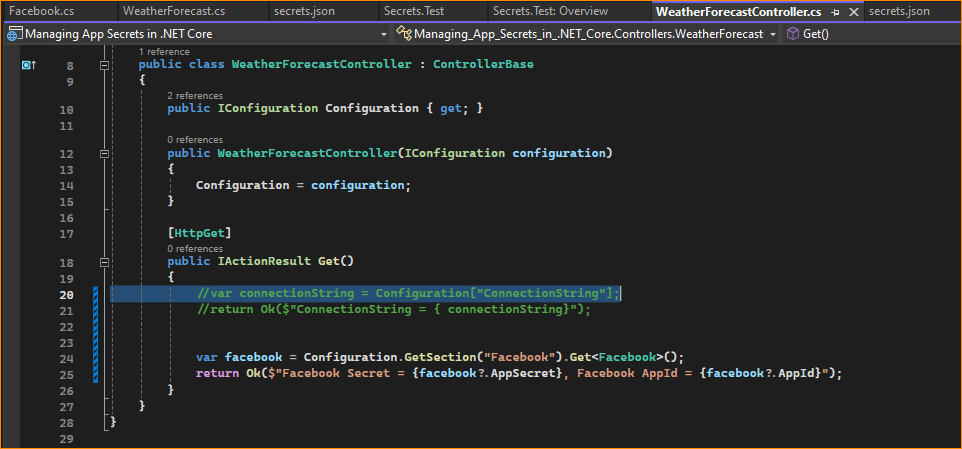 Facebook.cs WeatherForecast.cs secrets.json Secrets.Test Secrets.Test: Overview WeatherForecastController.cs secrets.json
Managing App Secrets in .NET Core Managing_App_Secrets_in_.NET_Core.Controllers.WeatherForecast Get()
1 reference
8 public class WeatherForecastController : ControllerBase
9 {
2 references
10 public IConfiguration Configuration { get; }
11
0 references
12 public WeatherForecastController(IConfiguration configuration)
13 {
14 Configuration = configuration;
15 }
16
17 [HttpGet]
0 references
18 public IActionResult Get()
19 {
20 //var connectionString = Configuration["ConnectionString"];
21 //return Ok($"ConnectionString = { connectionString}");
22
23
24 var facebook = Configuration.GetSection("Facebook").Get<Facebook>();
25 return Ok($"Facebook Secret = {facebook?.AppSecret}, Facebook AppId = {facebook?.AppId}");
26 }
27 }
28 }
29